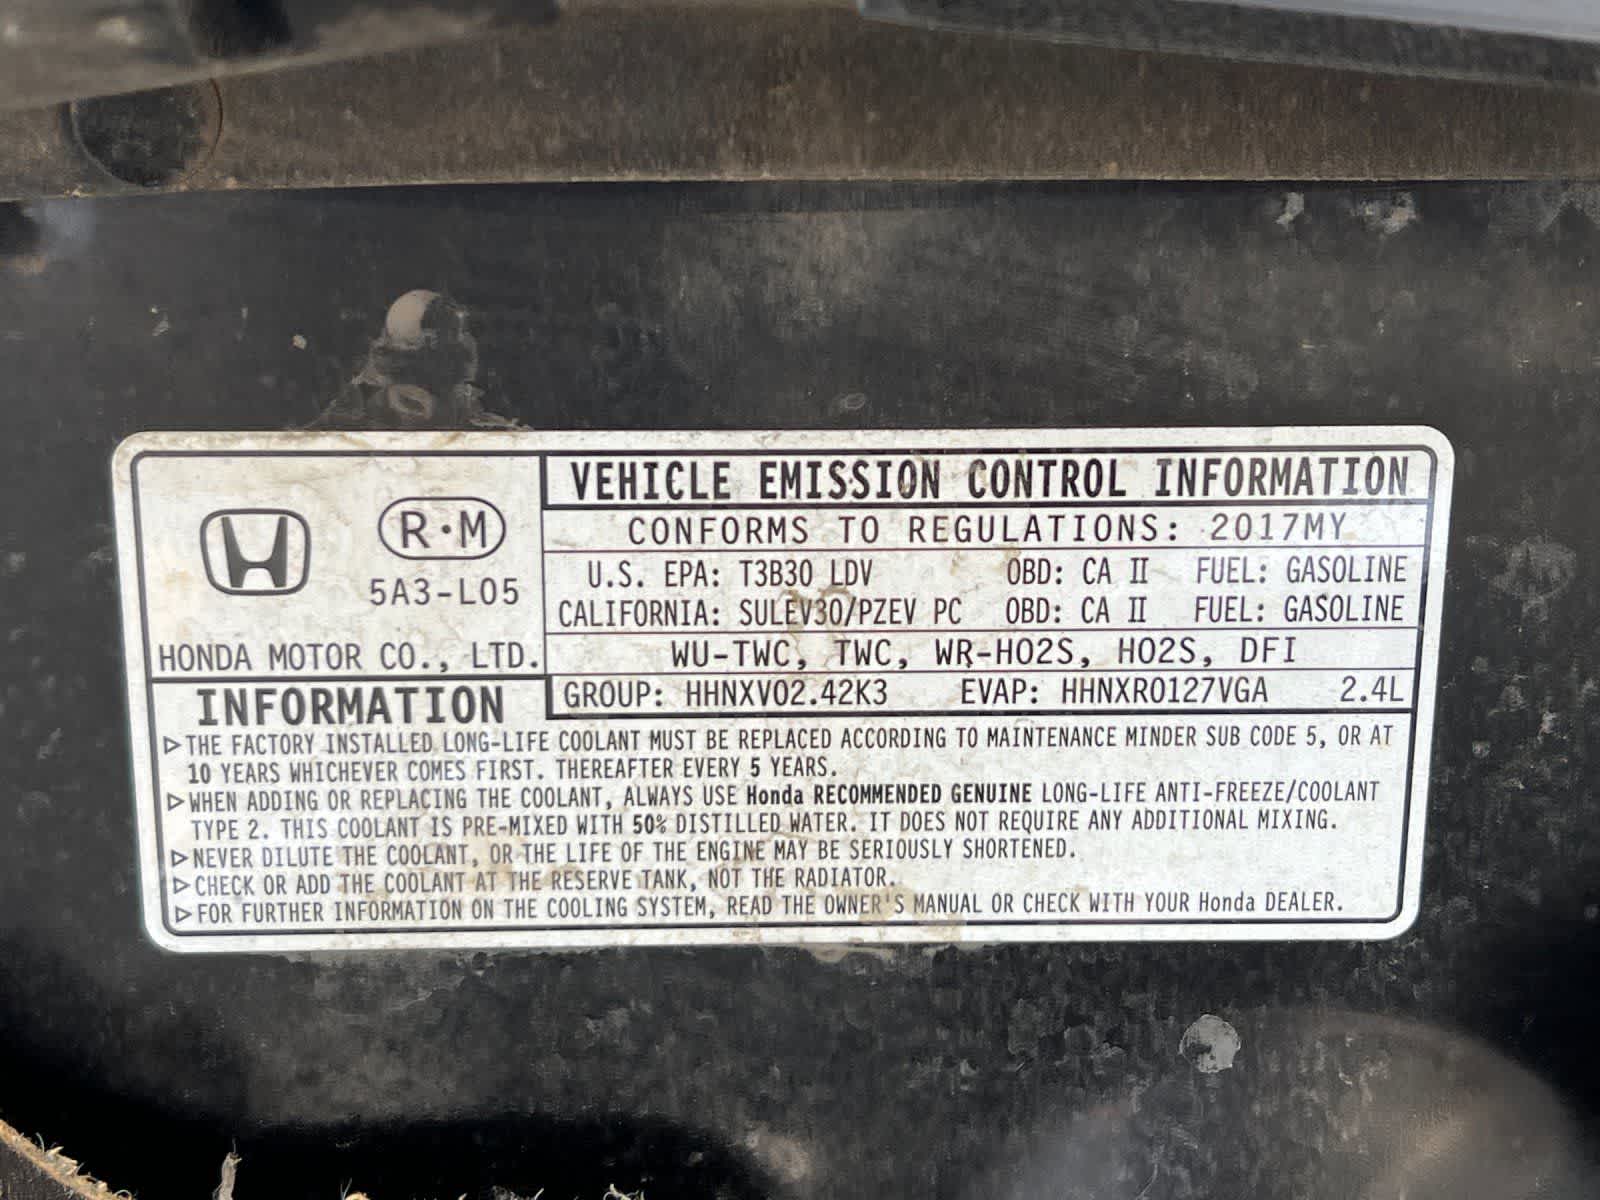 VEHICLE EMISSION CONTROL INFORMATION
R·M
5A3-L05
HONDA MOTOR CO., LTD.
CONFORMS TO REGULATIONS: 2017MY
U.S. EPA: T3B30 LDV OBD: CA II FUEL: GASOLINE
CALIFORNIA: SULEV30/PZEV PC OBD: CA II FUEL: GASOLINE
WU-TWC, TWC, WR-HO2S, HO2S, DFI
GROUP: HHNXV02.42K3 EVAP: HHNXR0127VGA 2.4L
INFORMATION
▷THE FACTORY INSTALLED LONG-LIFE COOLANT MUST BE REPLACED ACCORDING TO MAINTENANCE MINDER SUB CODE 5, OR AT
10 YEARS WHICHEVER COMES FIRST. THEREAFTER EVERY 5 YEARS.
▷WHEN ADDING OR REPLACING THE COOLANT, ALWAYS USE Honda RECOMMENDED GENUINE LONG-LIFE ANTI-FREEZE/COOLANT
TYPE 2. THIS COOLANT IS PRE-MIXED WITH 50% DISTILLED WATER. IT DOES NOT REQUIRE ANY ADDITIONAL MIXING.
▷NEVER DILUTE THE COOLANT, OR THE LIFE OF THE ENGINE MAY BE SERIOUSLY SHORTENED.
▷CHECK OR ADD THE COOLANT AT THE RESERVE TANK, NOT THE RADIATOR.
▷FOR FURTHER INFORMATION ON THE COOLING SYSTEM, READ THE OWNER'S MANUAL OR CHECK WITH YOUR Honda DEALER.